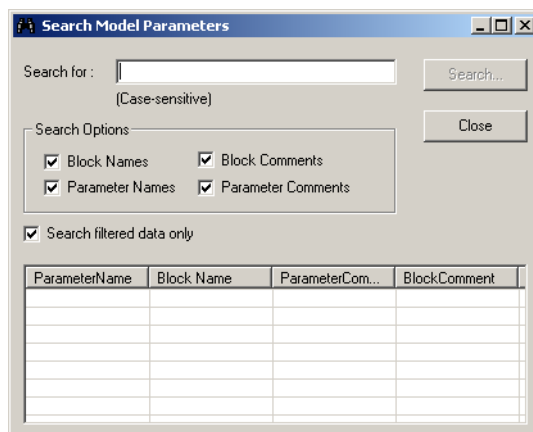 Search Model Parameters
Search for :
Search...
(Case-sensitive)
Close
Search Options
Block Names
Block Comments
Parameter Names
Parameter Comments
Search filtered data only
ParameterName Block Name ParameterCom... BlockComment